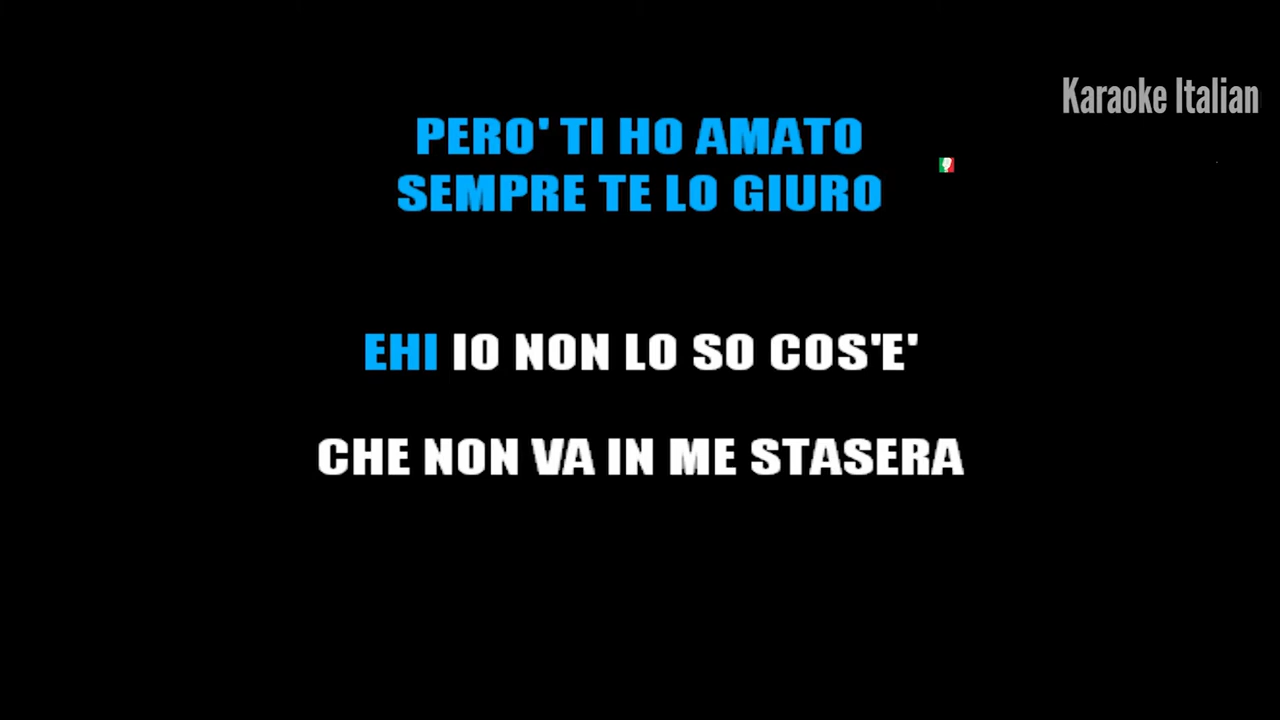 Karaoke Italian
PERO' TI HO AMATO
SEMPRE TE LO GIURO
EHI IO NON LO SO COS'E'
CHE NON VA IN ME STASERA